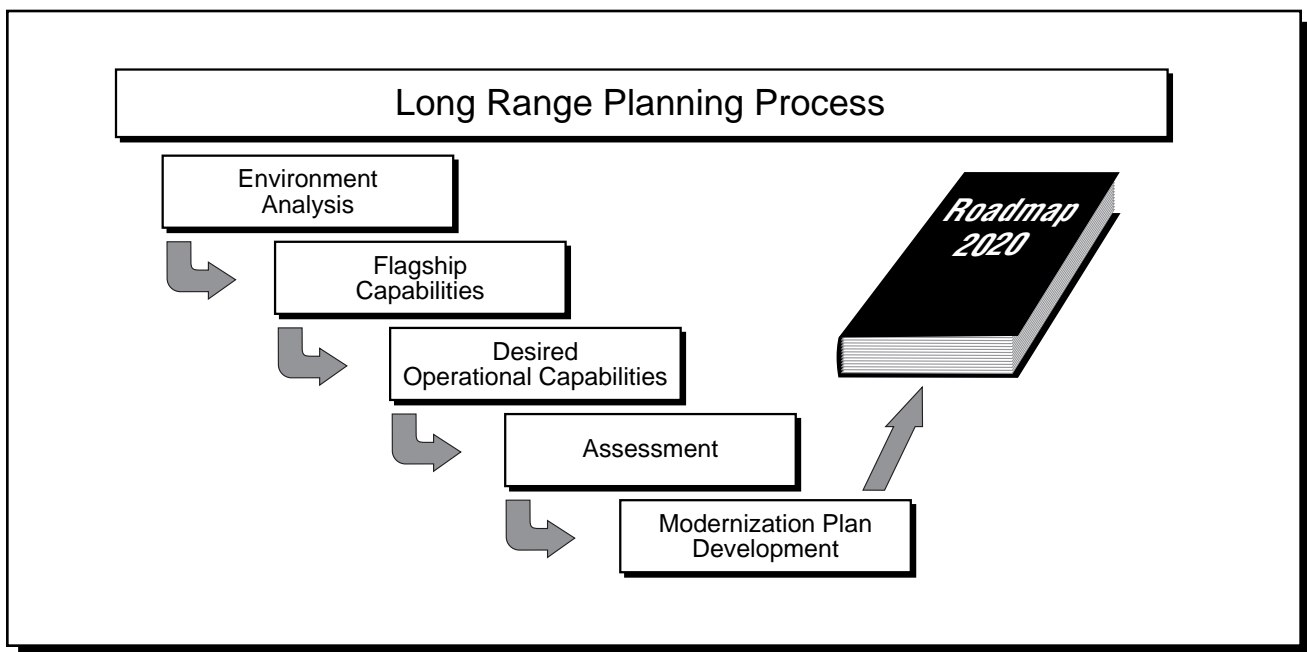 Long Range Planning Process
Environment
Analysis
Flagship
Capabilities
Desired
Operational Capabilities
Assessment
Modernization Plan
Development
Roadmap
2020